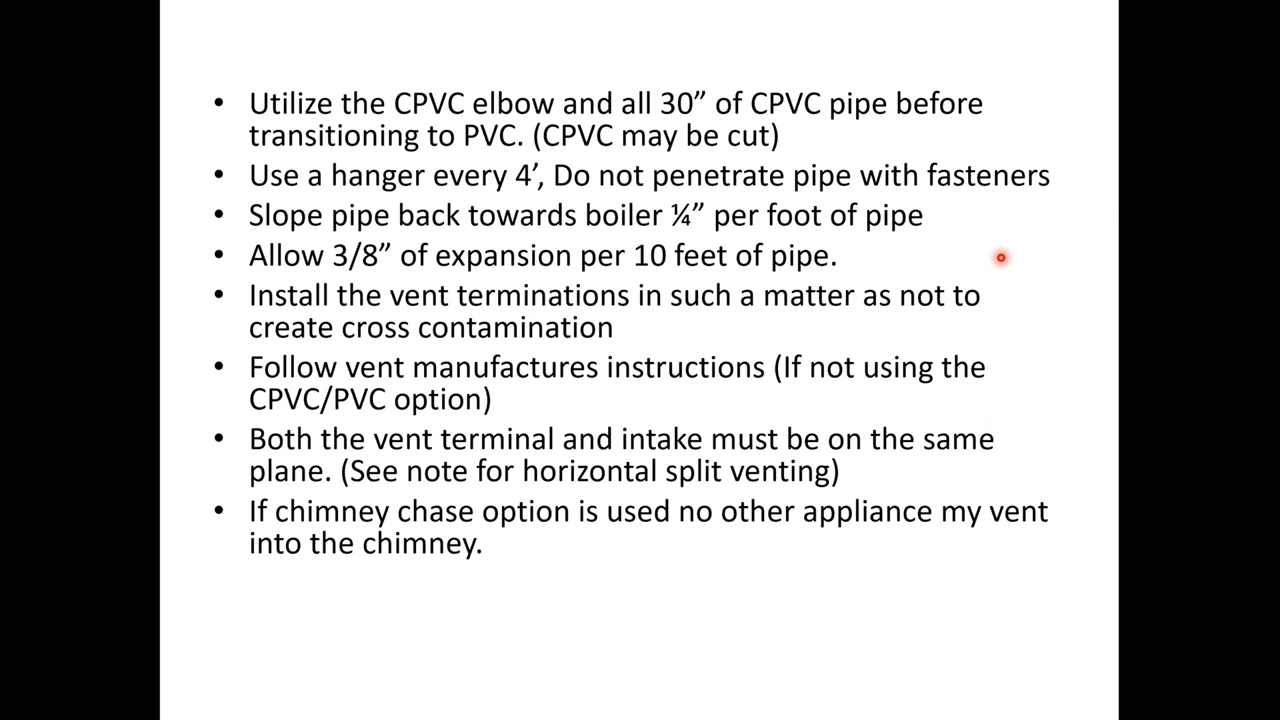 • Utilize the CPVC elbow and all 30” of CPVC pipe before
transitioning to PVC. (CPVC may be cut)
• Use a hanger every 4’, Do not penetrate pipe with fasteners
• Slope pipe back towards boiler ¼” per foot of pipe
• Allow 3/8” of expansion per 10 feet of pipe.
• Install the vent terminations in such a matter as not to
create cross contamination
• Follow vent manufactures instructions (If not using the
CPVC/PVC option)
• Both the vent terminal and intake must be on the same
plane. (See note for horizontal split venting)
• If chimney chase option is used no other appliance my vent
into the chimney.